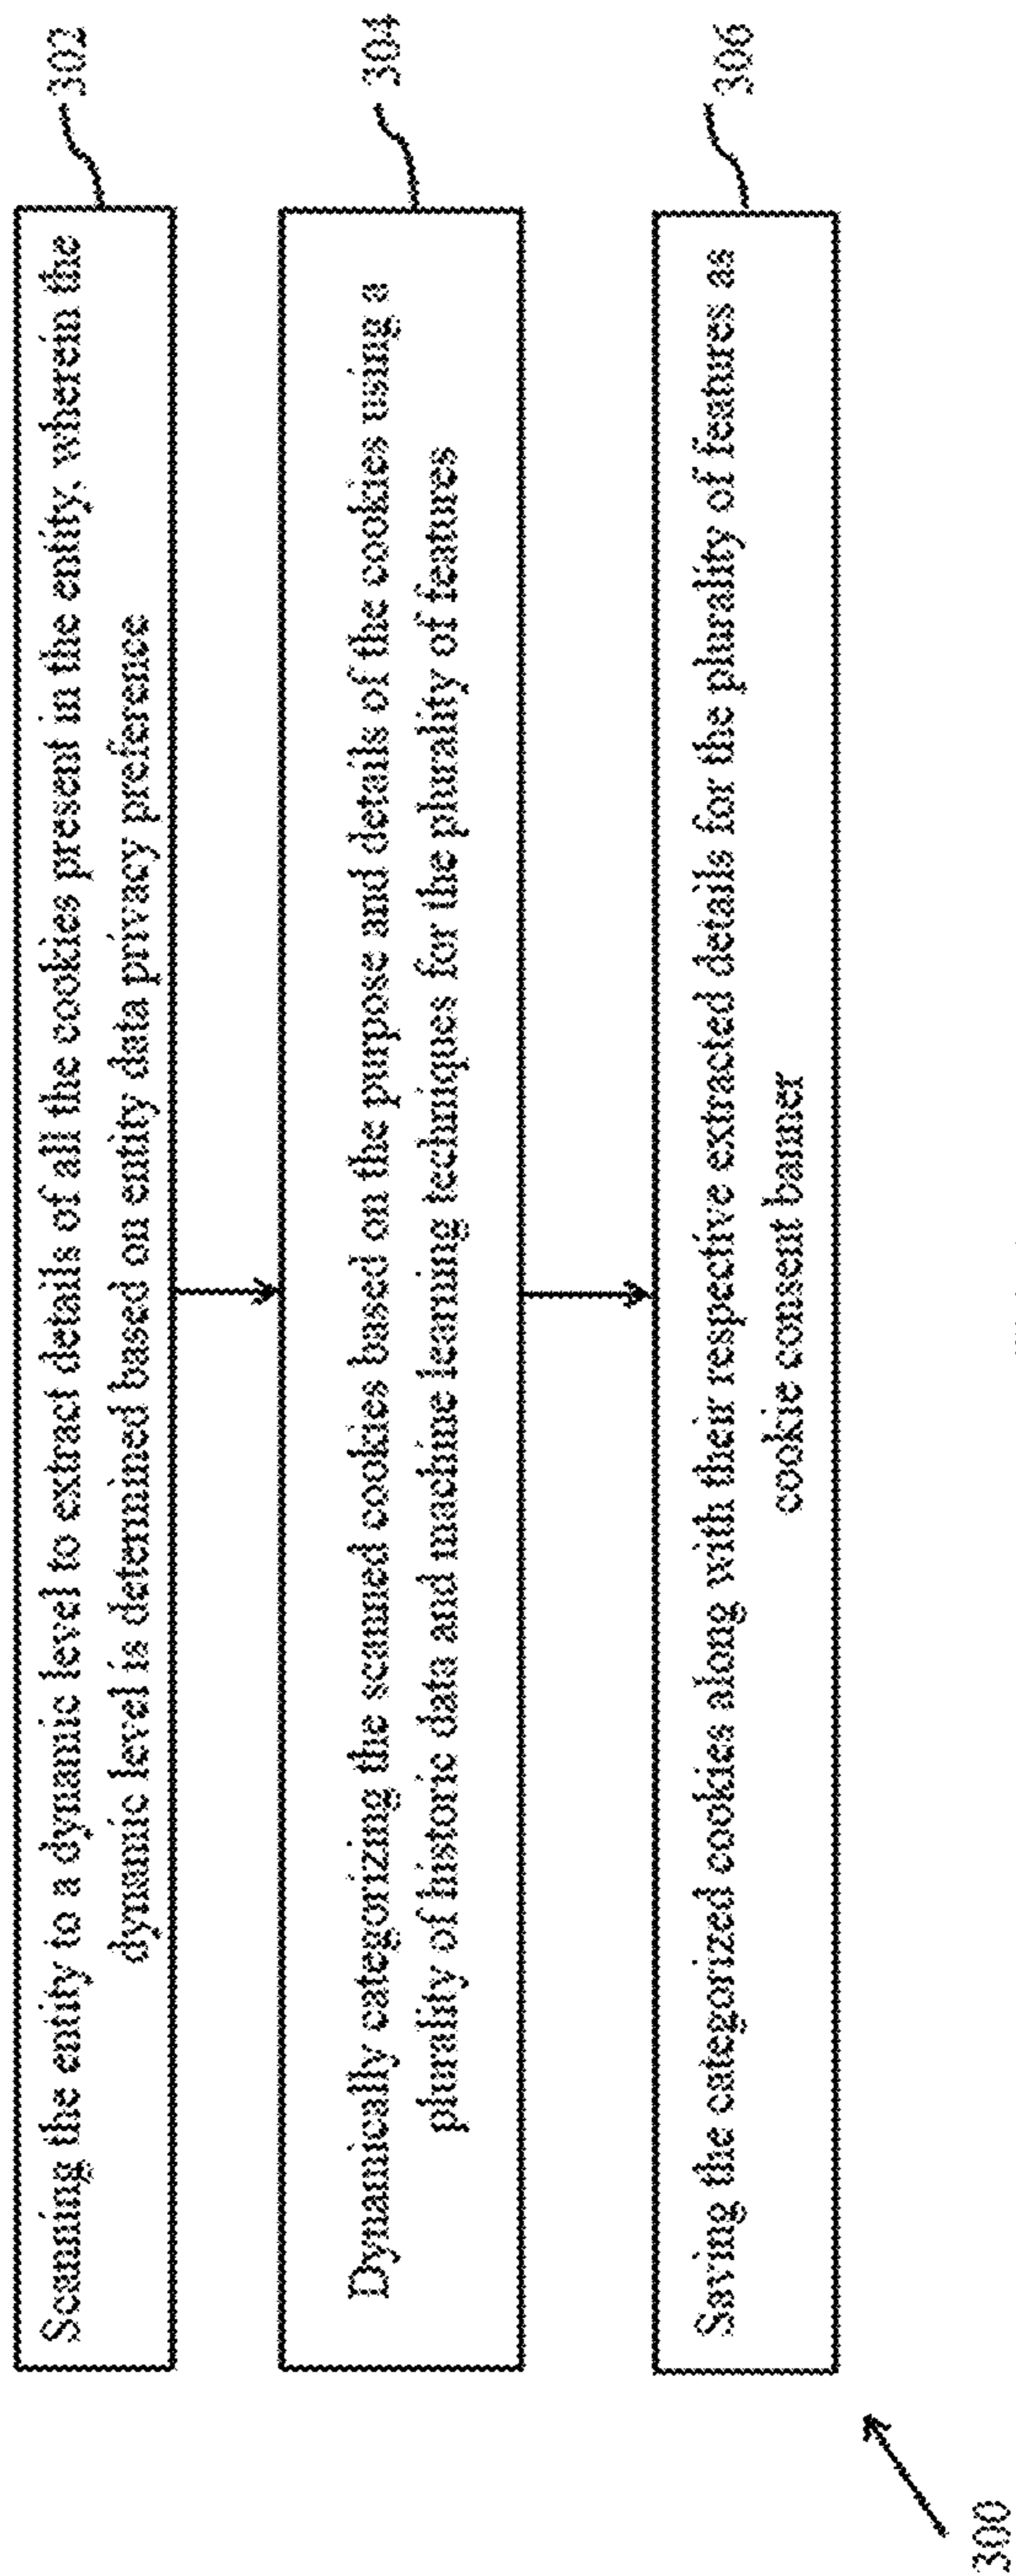 Scanning the entity to a dynamic level to extract details of all the cookies present in the entity, wherein the
dynamic level is determined based on entity data privacy preference
302
Dynamically categorizing the scanned cookies based on the purpose and details of the cookies using a
plurality of historic data and machine learning techniques for the plurality of features
304
Saving the categorized cookies along with their respective extracted details for the plurality of features as
cookie consent banner
306
300